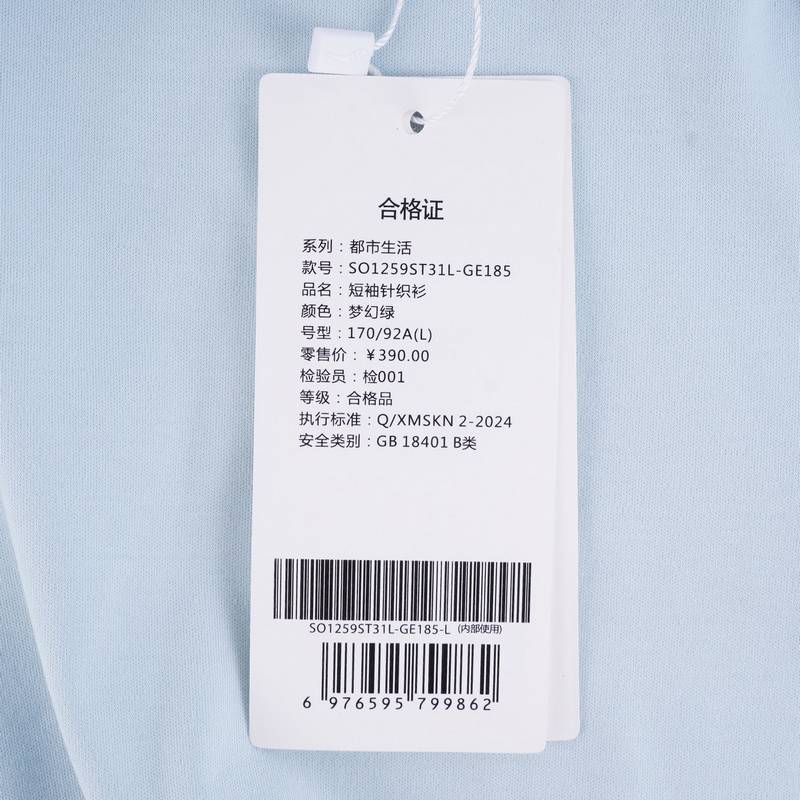 合格证
系列：都市生活
款号：SO1259ST31L-GE185
品名：短袖针织衫
颜色：梦幻绿
号型：170/92A(L)
零售价：￥390.00
检验员：检001
等级：合格品
执行标准：Q/XMSKN 2-2024
安全类别：GB 18401 B类
SO1259ST31L-GE185-L (内部使用)
6 976595 799862